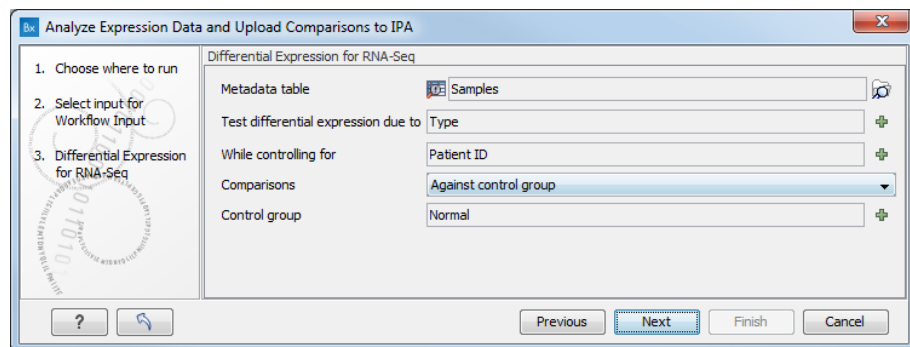 Bx Analyze Expression Data and Upload Comparisons to IPA
1. Choose where to run
2. Select input for
Workflow Input
3. Differential Expression
for RNA-Seq
Differential Expression for RNA-Seq
Metadata table Samples
Test differential expression due to Type
While controlling for Patient ID
Comparisons Against control group
Control group Normal
? Previous Next Finish Cancel